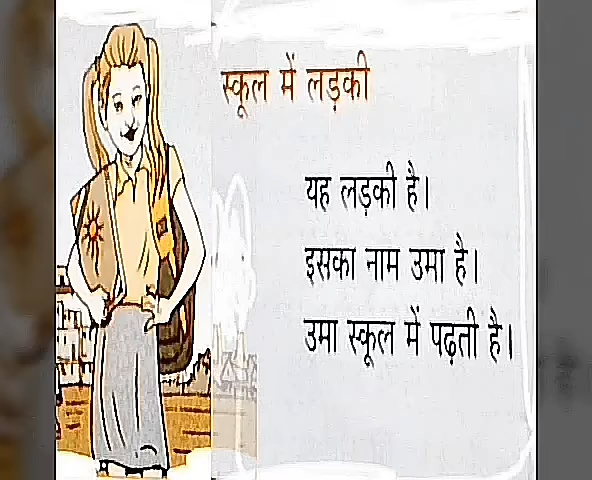 स्कूल में लड़की
यह लड़की है।
इसका नाम उमा है।
उमा स्कूल में पढ़ती है।